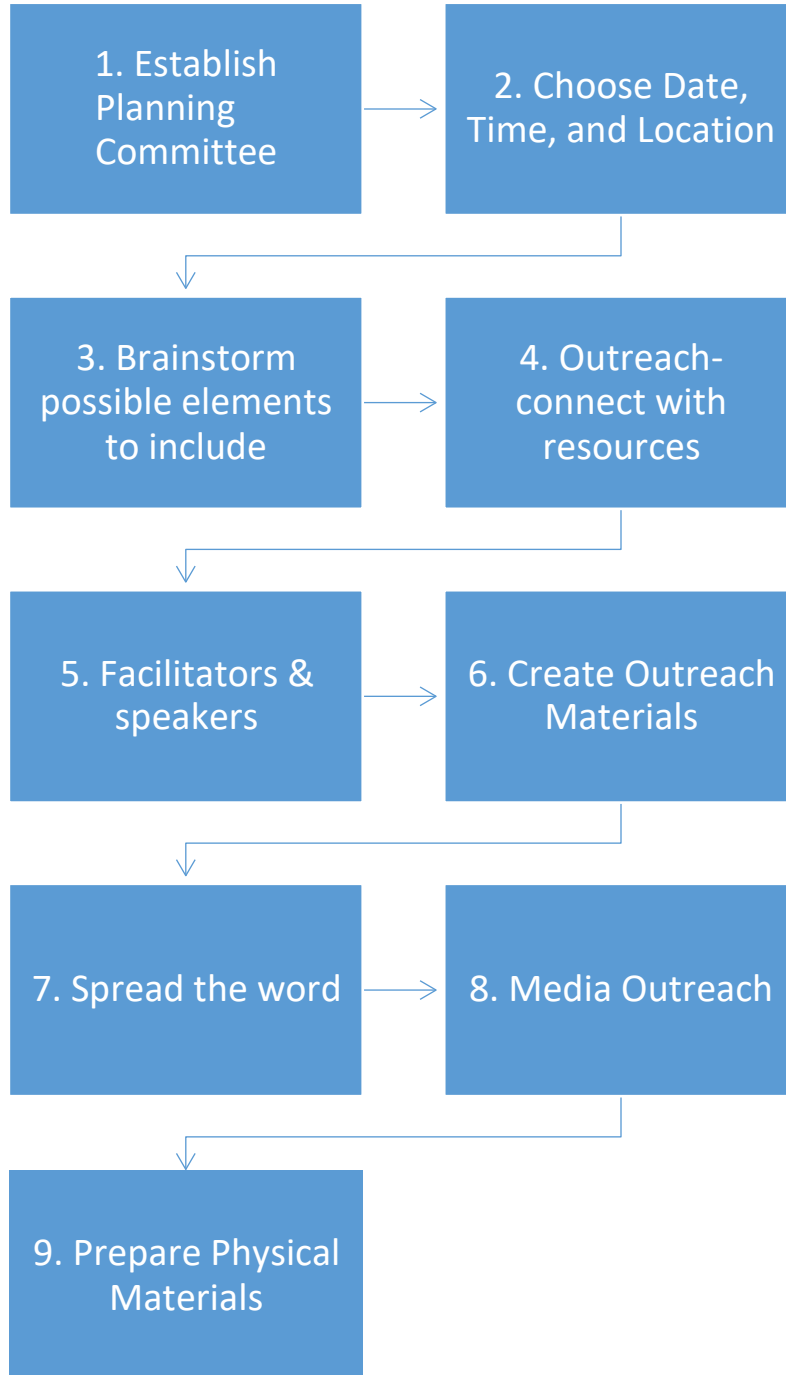 1. Establish
Planning
Committee
2. Choose Date,
Time, and Location
3. Brainstorm
possible elements
to include
4. Outreach-
connect with
resources
5. Facilitators &
speakers
6. Create Outreach
Materials
7. Spread the word
8. Media Outreach
9. Prepare Physical
Materials